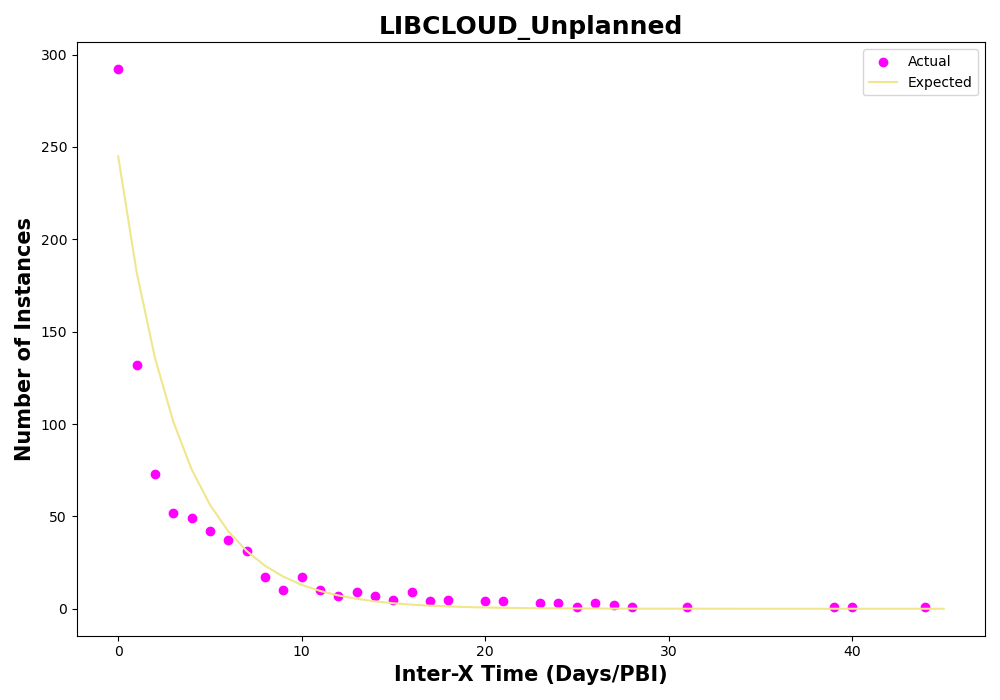 LIBCLOUD_Unplanned
Actual
Expected
Number of Instances
300
250
200
150
100
50
0
0 10 20 30 40
Inter-X Time (Days/PBI)